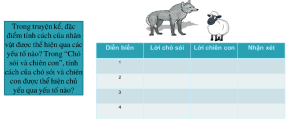 Trong truyện kể, đặc
điểm tính cách của nhân
vật được thể hiện qua các
yếu tố nào? Trong “Chó
sói và chiên con”, tính
cách của chó sói và chiên
con được thể hiện chủ
yếu qua yếu tố nào?
Diễn biến Lời chó sói Lời chiên con Nhận xét
1
2
3
4